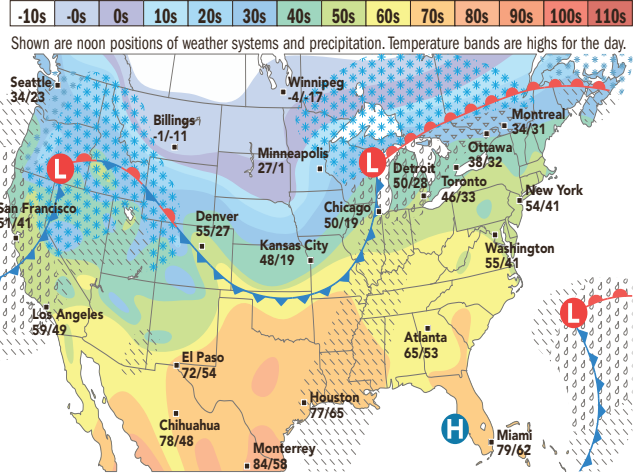 -10s -0s 0s 10s 20s 30s 40s 50s 60s 70s 80s 90s 100s 110s
Shown are noon positions of weather systems and precipitation. Temperature bands are highs for the day.
Seattle
34/23
Winnipeg
-4/-17
Billings
-1/-11
Montreal
34/31
Ottawa
38/32
Minneapolis
27/1
L
L
Detroit
50/28
Toronto
46/33
New York
54/41
San Francisco
51/41
Chicago
50/19
Denver
55/27
Kansas City
48/19
Washington
55/41
Los Angeles
59/49
L
Atlanta
65/53
El Paso
72/54
Houston
77/65
Chihuahua
78/48
H
Miami
79/62
Monterrey
84/58